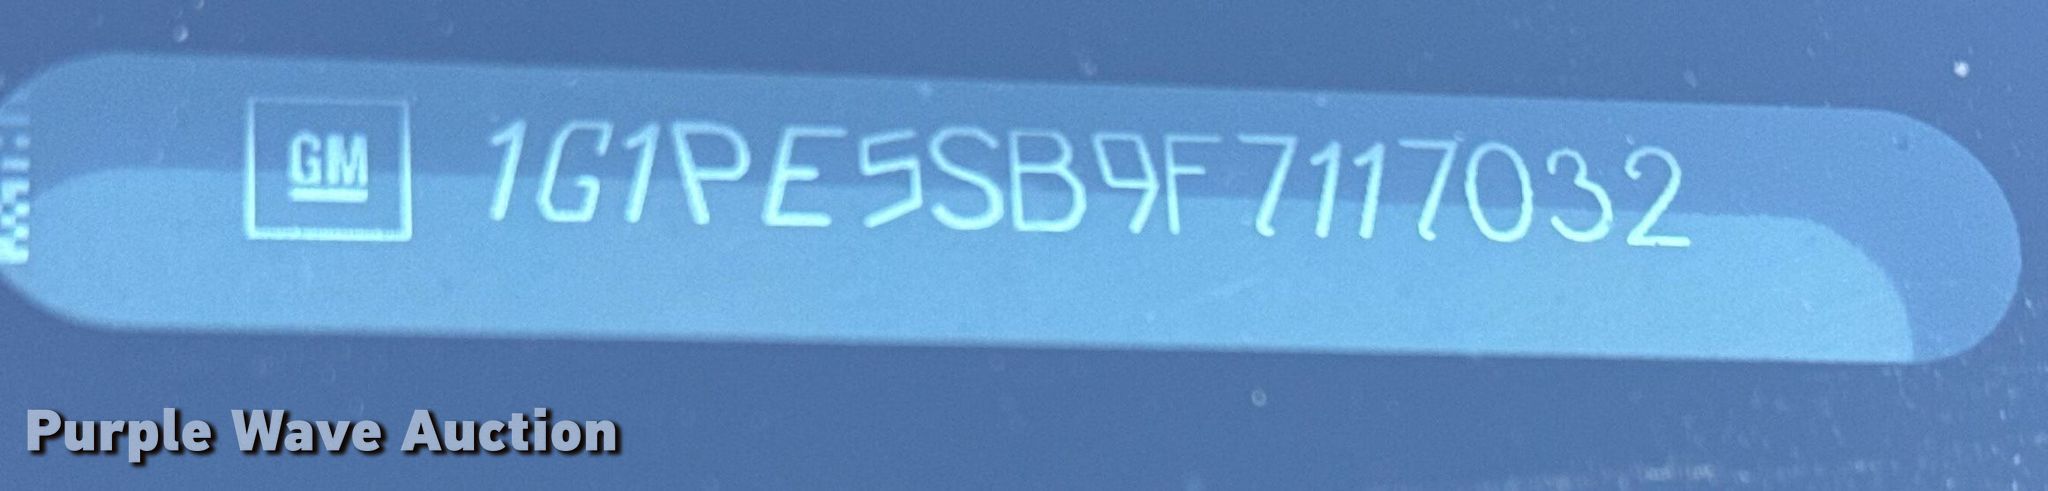 GM 1G1PE5SB9F7117032
Purple Wave Auction